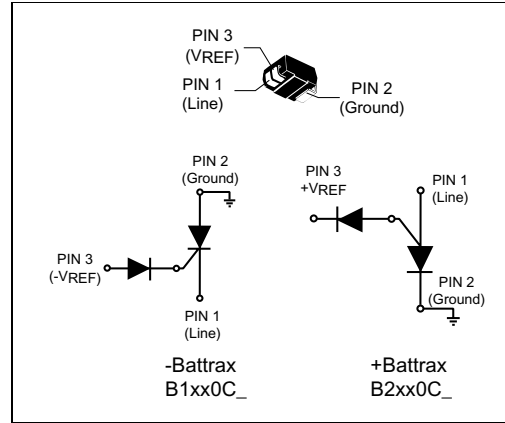 PIN 3
(VREF)
PIN 1
(Line)
PIN 2
(Ground)
PIN 2
(Ground)
PIN 3
(-VREF)
PIN 1
(Line)
-Battrax
B1xx0C_
PIN 3
+VREF
PIN 1
(Line)
PIN 2
(Ground)
+Battrax
B2xx0C_